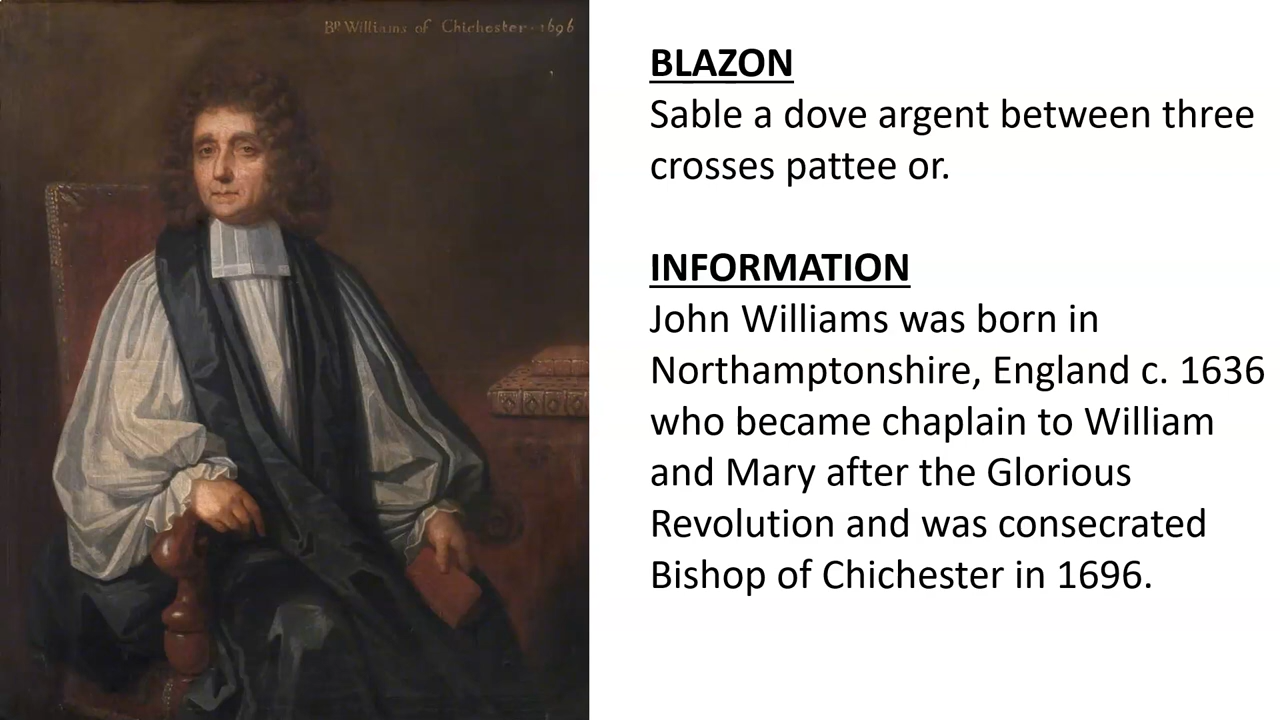 Bp Williams of Chichester · 1696
BLAZON
Sable a dove argent between three
crosses pattee or.
INFORMATION
John Williams was born in
Northamptonshire, England c. 1636
who became chaplain to William
and Mary after the Glorious
Revolution and was consecrated
Bishop of Chichester in 1696.